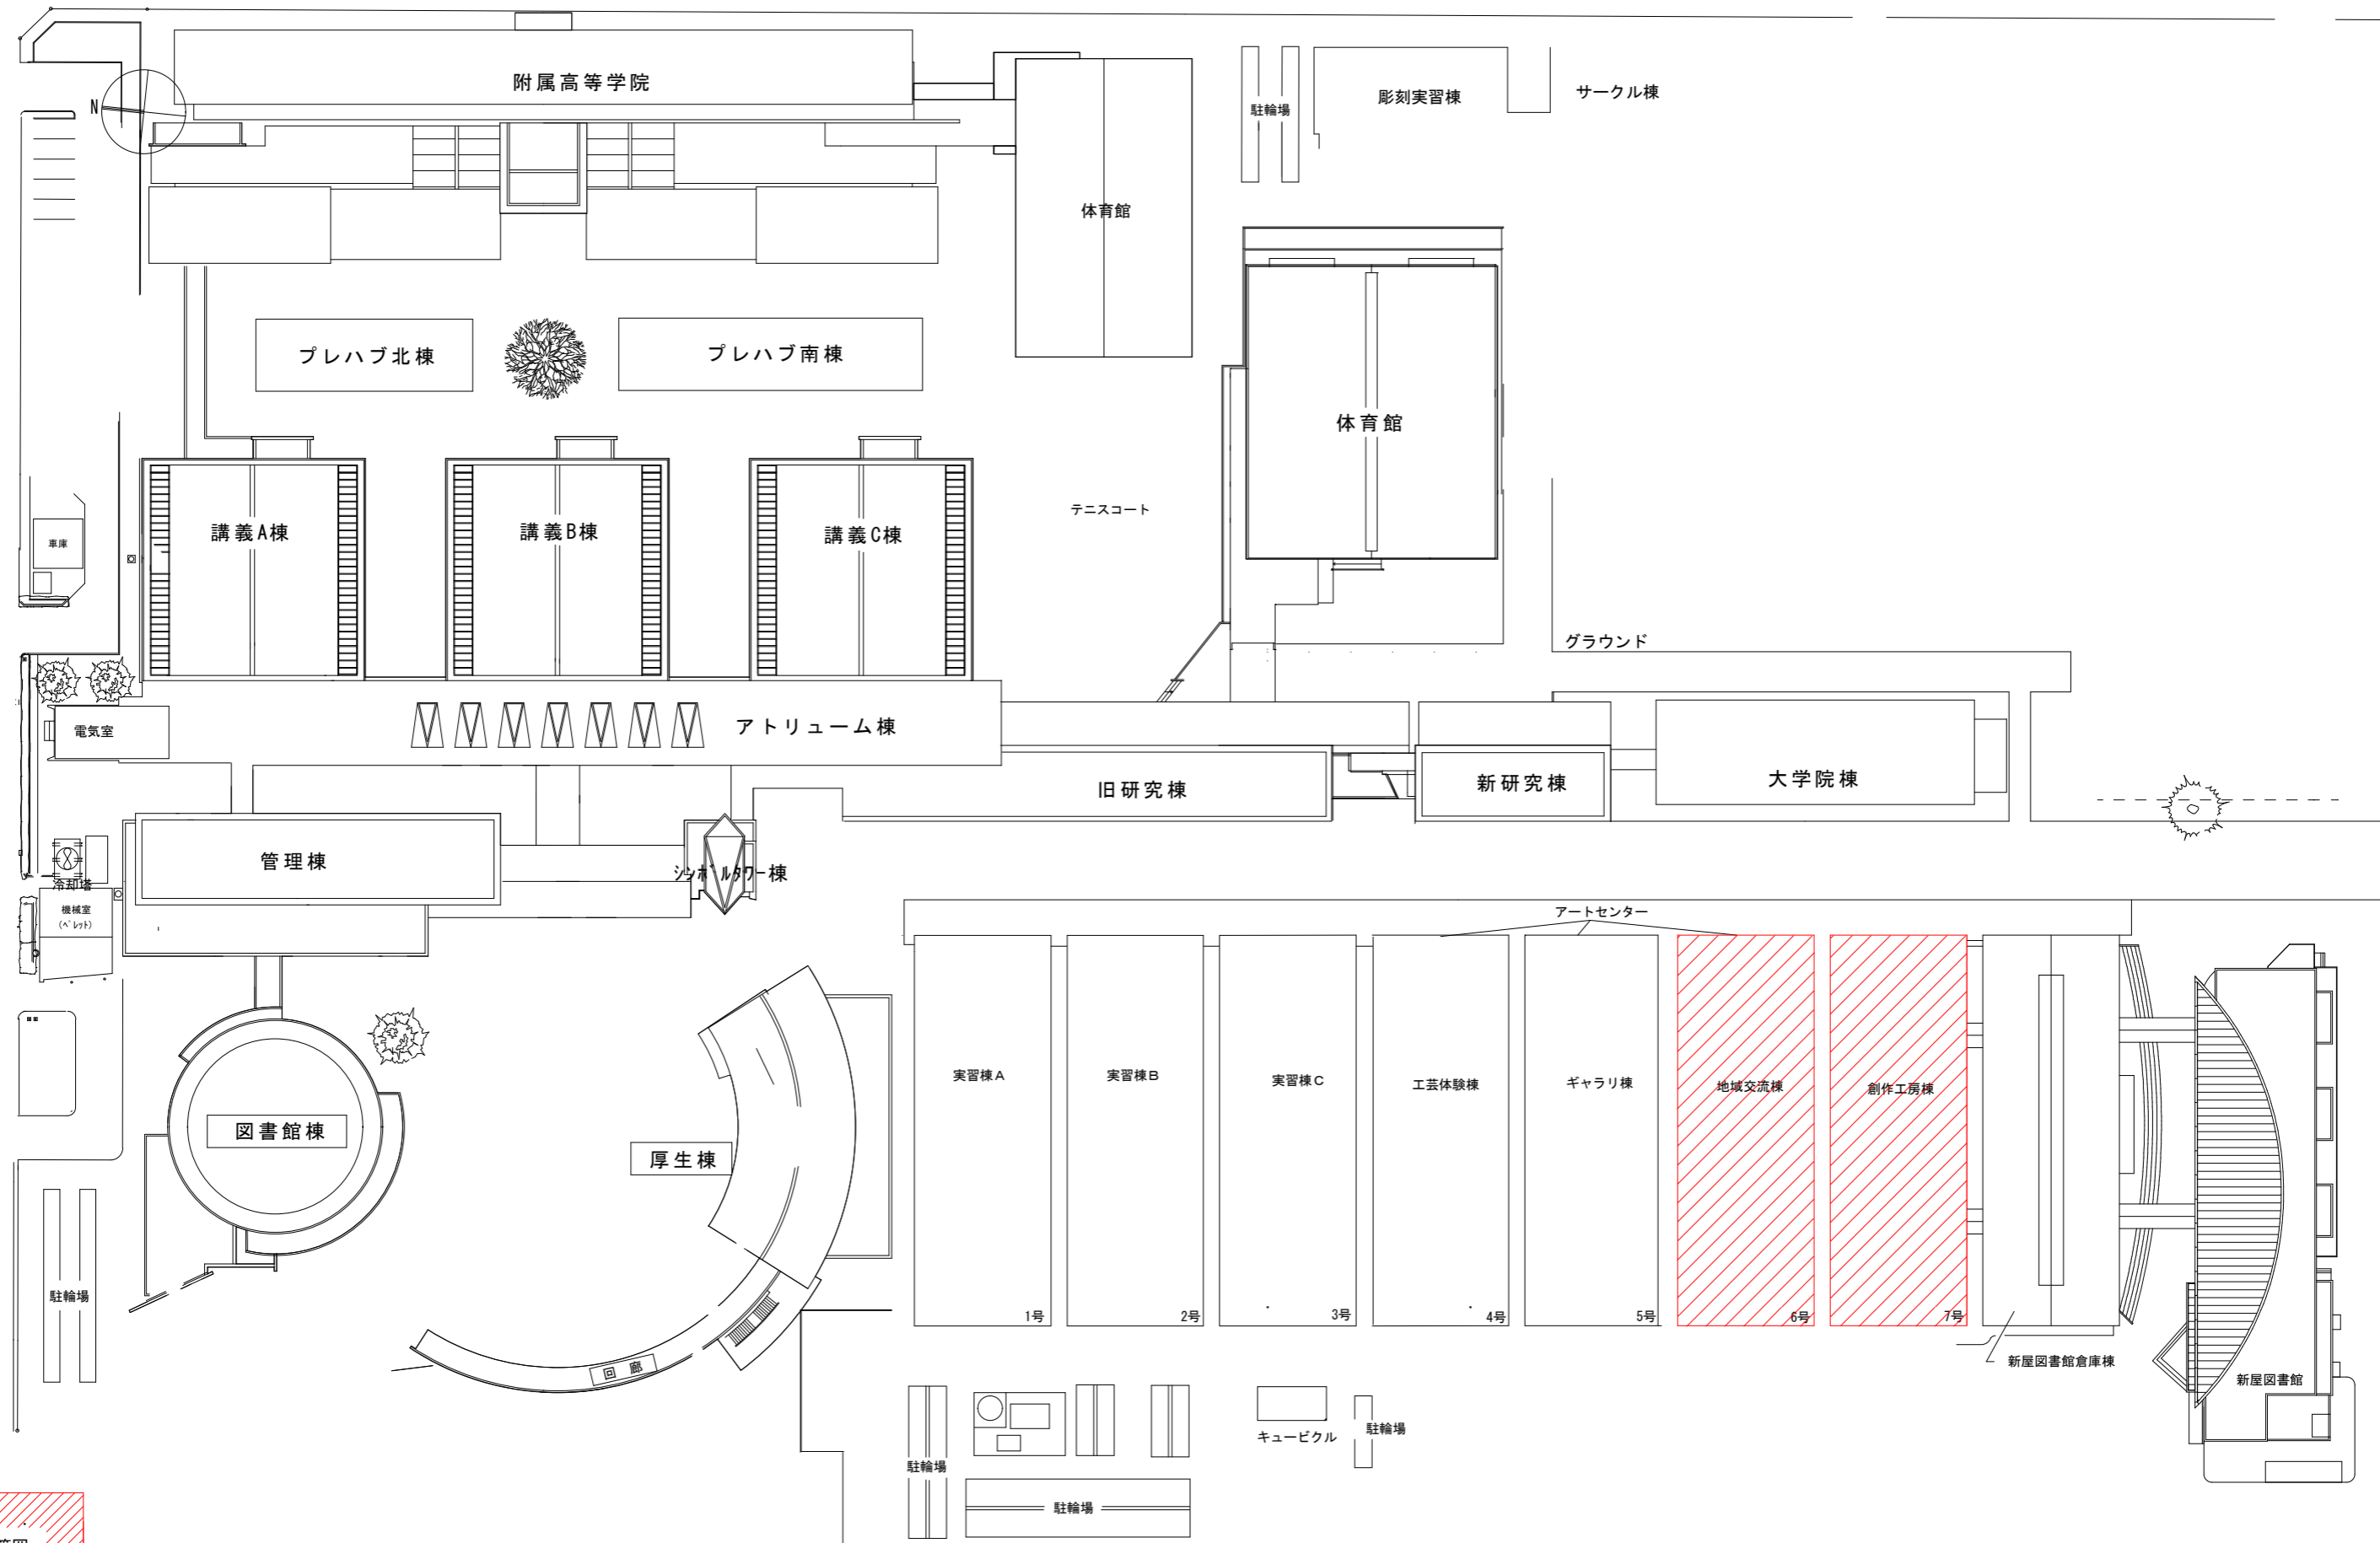 附属高等学院
N
駐輪場
彫刻実習棟
サークル棟
体育館
プレハブ北棟
プレハブ南棟
体育館
テニスコート
講義A棟
講義B棟
講義C棟
車庫
グラウンド
電気室
アトリューム棟
旧研究棟
新研究棟
大学院棟
管理棟
シンボルタワー棟
冷却塔
機械室
(ペレット)
アートセンター
実習棟A
実習棟B
実習棟C
工芸体験棟
ギャラリ棟
地域交流棟
創作工房棟
図書館棟
厚生棟
駐輪場
1号
2号
3号
4号
5号
6号
7号
回廊
新屋図書館倉庫棟
新屋図書館
駐輪場
キュービクル
駐輪場
駐輪場